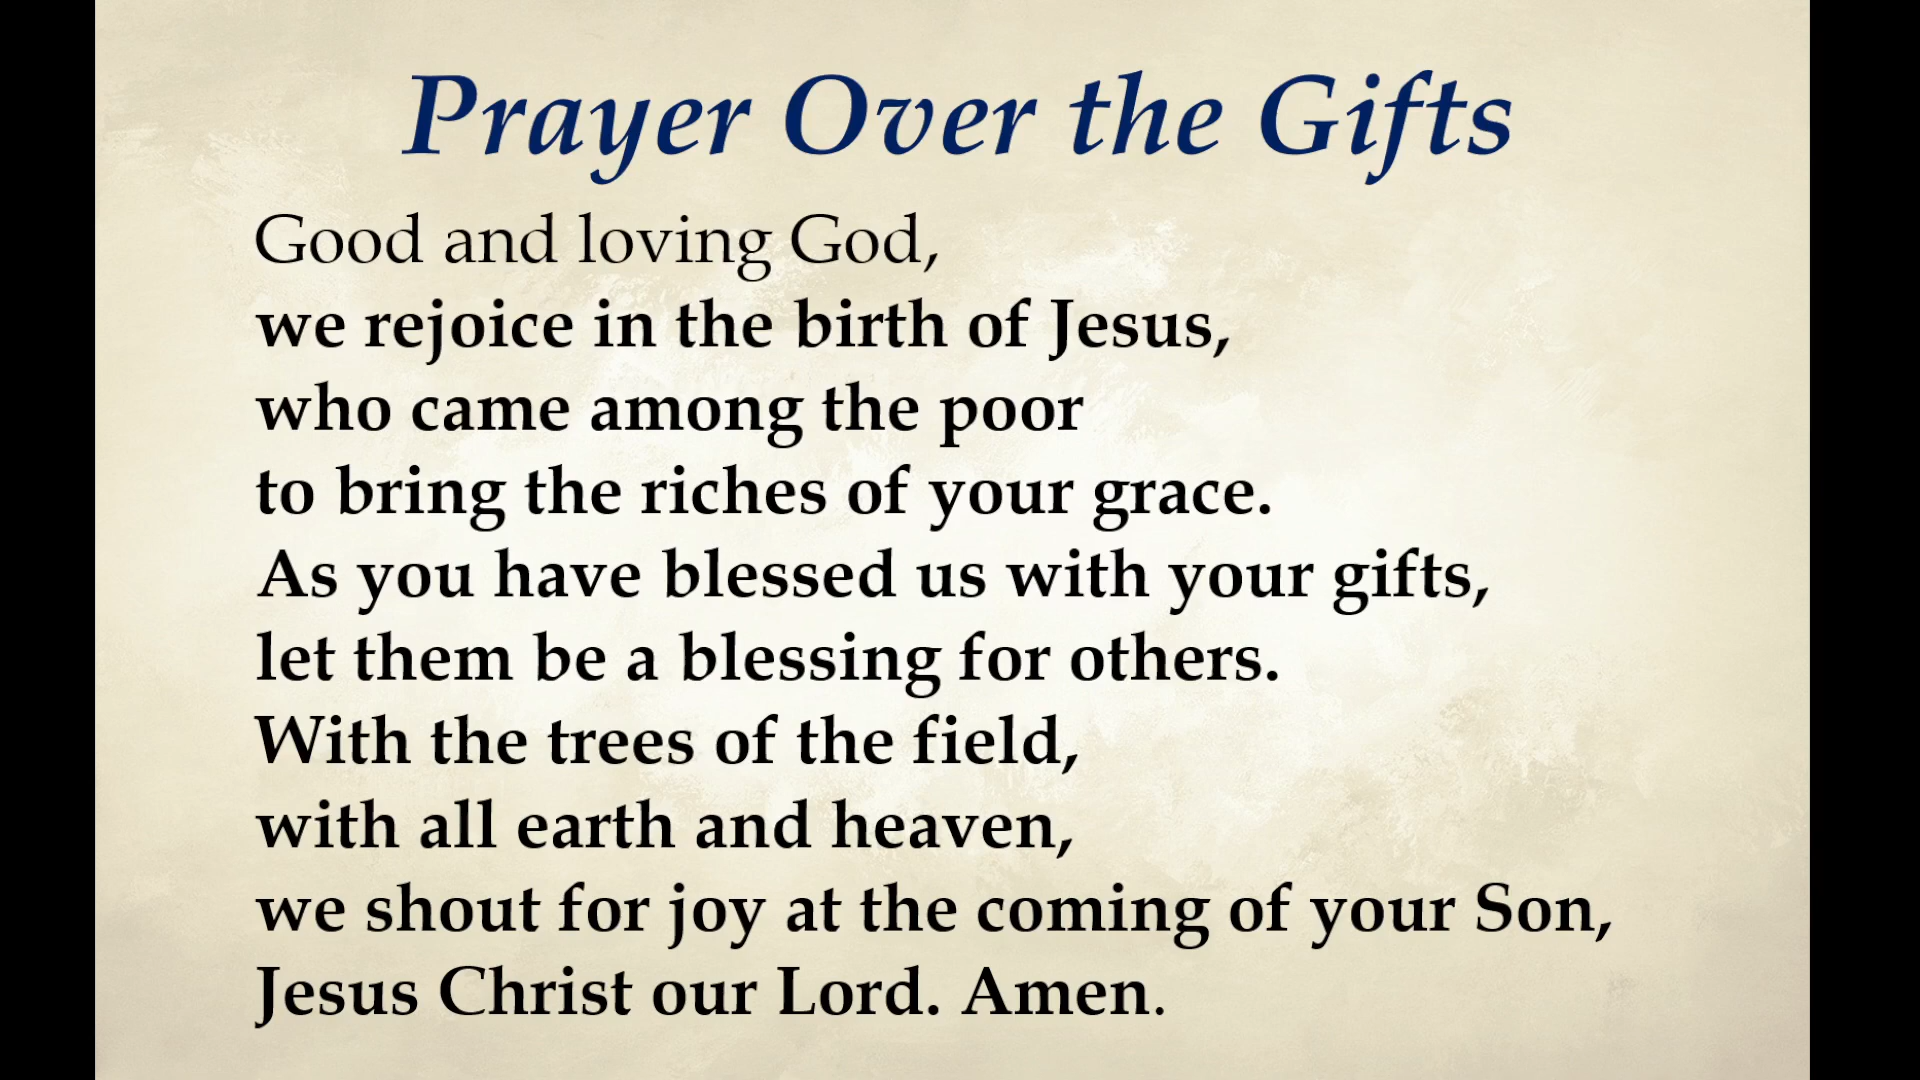 Prayer Over the Gifts
Good and loving God,
we rejoice in the birth of Jesus,
who came among the poor
to bring the riches of your grace.
As you have blessed us with your gifts,
let them be a blessing for others.
With the trees of the field,
with all earth and heaven,
we shout for joy at the coming of your Son,
Jesus Christ our Lord. Amen.